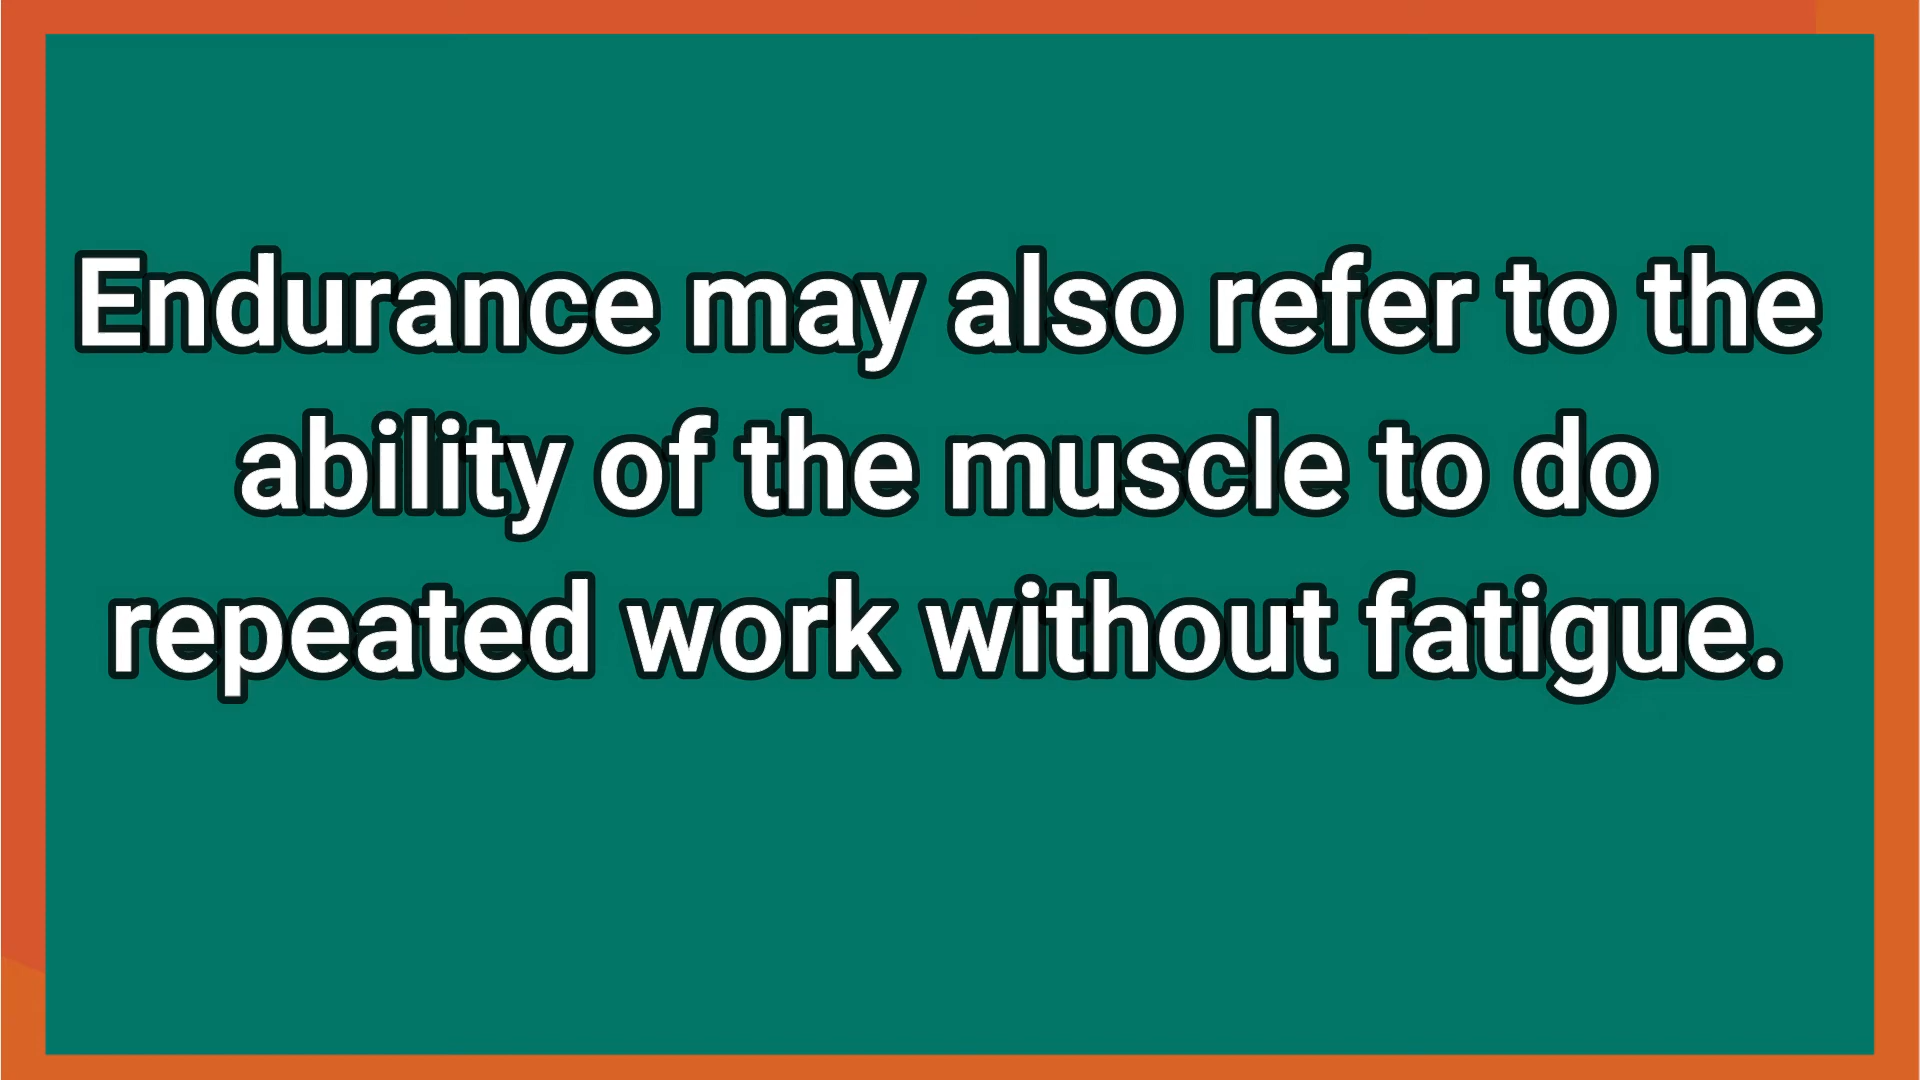 Endurance may also refer to the
ability of the muscle to do
repeated work without fatigue.